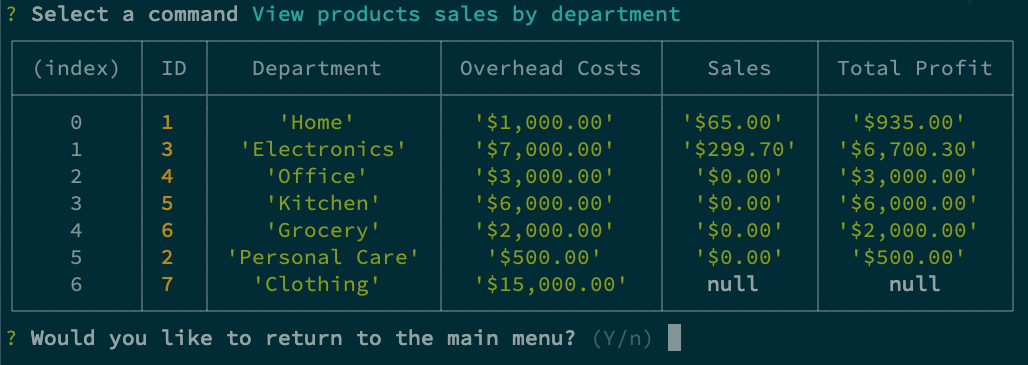 ? Select a command View products sales by department
(index) ID Department Overhead Costs Sales Total Profit
0 1 'Home' '$1,000.00' '$65.00' '$935.00'
1 3 'Electronics' '$7,000.00' '$299.70' '$6,700.30'
2 4 'Office' '$3,000.00' '$0.00' '$3,000.00'
3 5 'Kitchen' '$6,000.00' '$0.00' '$6,000.00'
4 6 'Grocery' '$2,000.00' '$0.00' '$2,000.00'
5 2 'Personal Care' '$500.00' '$0.00' '$500.00'
6 7 'Clothing' '$15,000.00' null null
? Would you like to return to the main menu? (Y/n)